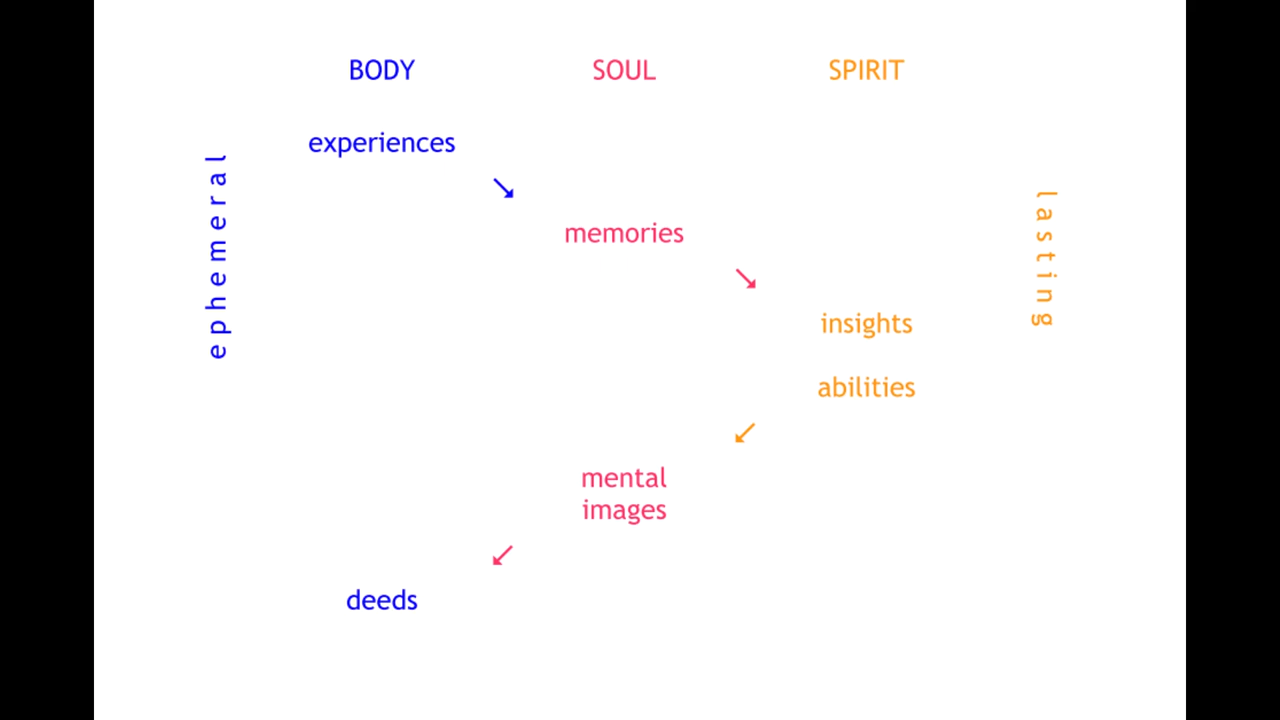 BODY SOUL SPIRIT
experiences
ephemeral
↘
lasting
memories
↘
insights
abilities
↙
mental
images
↙
deeds